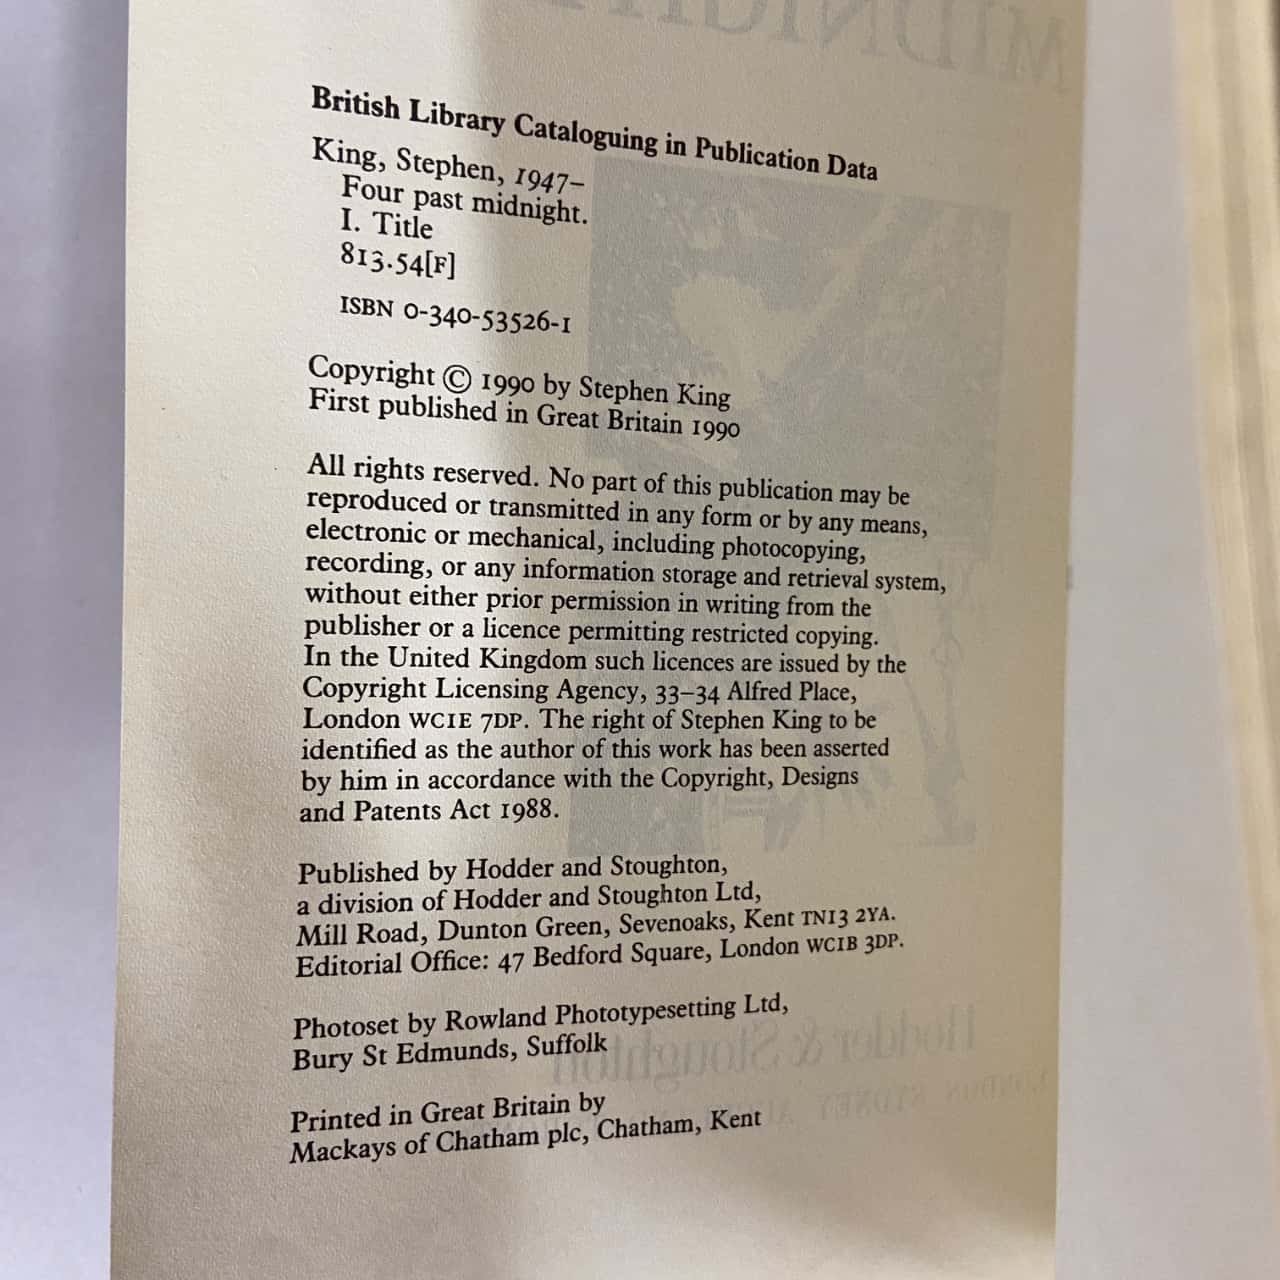 British Library Cataloguing in Publication Data
King, Stephen, 1947–
Four past midnight.
I. Title
813.54[F]
ISBN 0-340-53526-1
Copyright © 1990 by Stephen King
First published in Great Britain 1990
All rights reserved. No part of this publication may be
reproduced or transmitted in any form or by any means,
electronic or mechanical, including photocopying,
recording, or any information storage and retrieval system,
without either prior permission in writing from the
publisher or a licence permitting restricted copying.
In the United Kingdom such licences are issued by the
Copyright Licensing Agency, 33–34 Alfred Place,
London WC1E 7DP. The right of Stephen King to be
identified as the author of this work has been asserted
by him in accordance with the Copyright, Designs
and Patents Act 1988.
Published by Hodder and Stoughton,
a division of Hodder and Stoughton Ltd,
Mill Road, Dunton Green, Sevenoaks, Kent TN13 2YA.
Editorial Office: 47 Bedford Square, London WC1B 3DP.
Photoset by Rowland Phototypesetting Ltd,
Bury St Edmunds, Suffolk
Printed in Great Britain by
Mackays of Chatham plc, Chatham, Kent